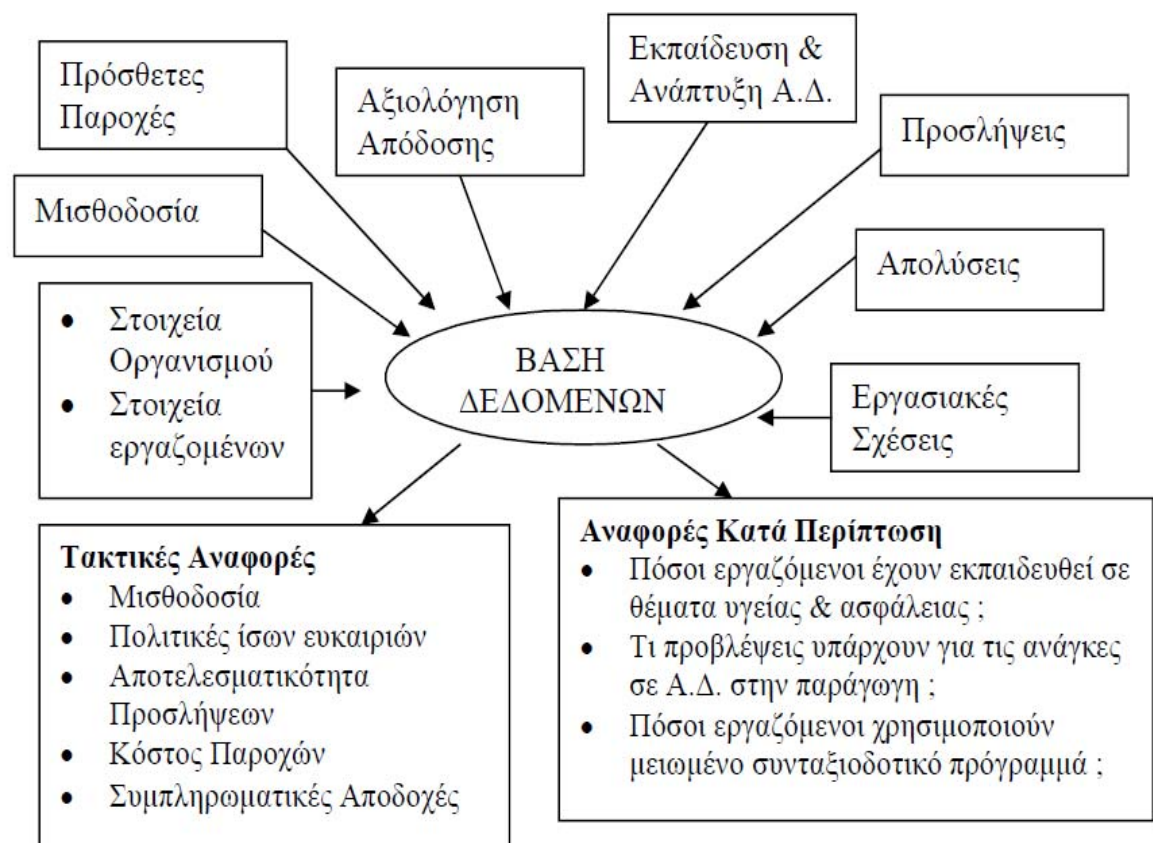 Πρόσθετες
Παροχές
Αξιολόγηση
Απόδοσης
Εκπαίδευση &
Ανάπτυξη Α.Δ.
Προσλήψεις
Μισθοδοσία
Απολύσεις
• Στοιχεία
Οργανισμού
• Στοιχεία
εργαζομένων
ΒΑΣΗ
ΔΕΔΟΜΕΝΩΝ
Εργασιακές
Σχέσεις
Τακτικές Αναφορές
• Μισθοδοσία
• Πολιτικές ίσων ευκαιριών
• Αποτελεσματικότητα
Προσλήψεων
• Κόστος Παροχών
• Συμπληρωματικές Αποδοχές
Αναφορές Κατά Περίπτωση
• Πόσοι εργαζόμενοι έχουν εκπαιδευθεί σε
θέματα υγείας & ασφάλειας ;
• Τι προβλέψεις υπάρχουν για τις ανάγκες
σε Α.Δ. στην παράγωγη ;
• Πόσοι εργαζόμενοι χρησιμοποιούν
μειωμένο συνταξιοδοτικό πρόγραμμά ;